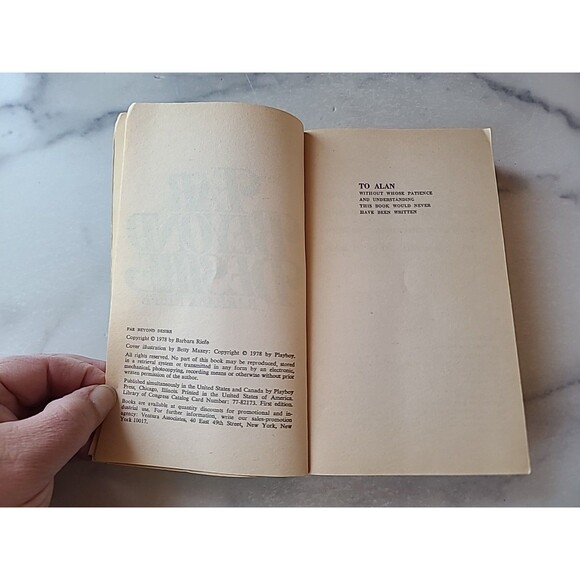 FAR BEYOND DESIRE
Copyright © 1978 by Barbara Riefe
Cover illustration by Betty Maxey: Copyright © 1978 by Playboy.
All rights reserved. No part of this book may be reproduced, stored
in a retrieval system or transmitted in any form by an electronic,
mechanical, photocopying, recording means or otherwise without prior
written permission of the author.
Published simultaneously in the United States and Canada by Playboy
Press, Chicago, Illinois. Printed in the United States of America.
Library of Congress Catalog Card Number: 77-82173. First edition.
Books are available at quantity discounts for promotional and in-
dustrial use. For further information, write our sales-promotion
agency: Ventura Associates, 40 East 49th Street, New York, New
York 10017.
TO ALAN
WITHOUT WHOSE PATIENCE
AND UNDERSTANDING
THIS BOOK WOULD NEVER
HAVE BEEN WRITTEN